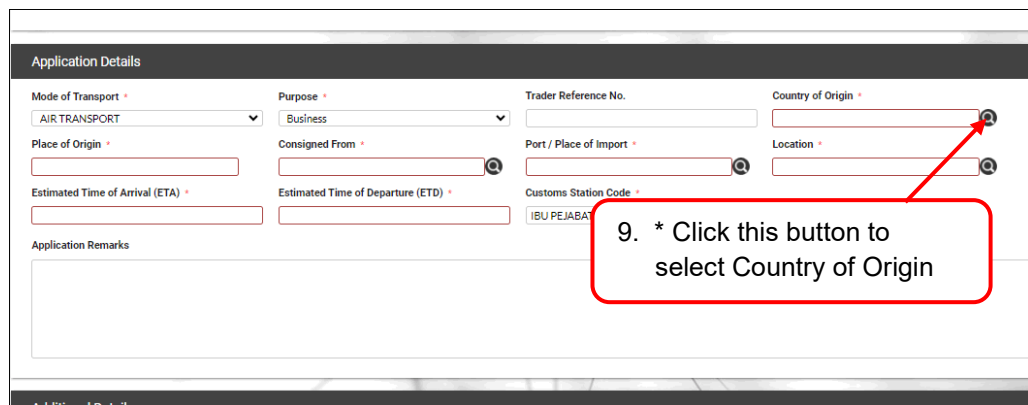 Application Details
Mode of Transport * Purpose * Trader Reference No. Country of Origin *
AIR TRANSPORT Business
Place of Origin * Consigned From * Port / Place of Import * Location *
Estimated Time of Arrival (ETA) * Estimated Time of Departure (ETD) * Customs Station Code *
IBU PEJABAT
9. * Click this button to
select Country of Origin
Application Remarks